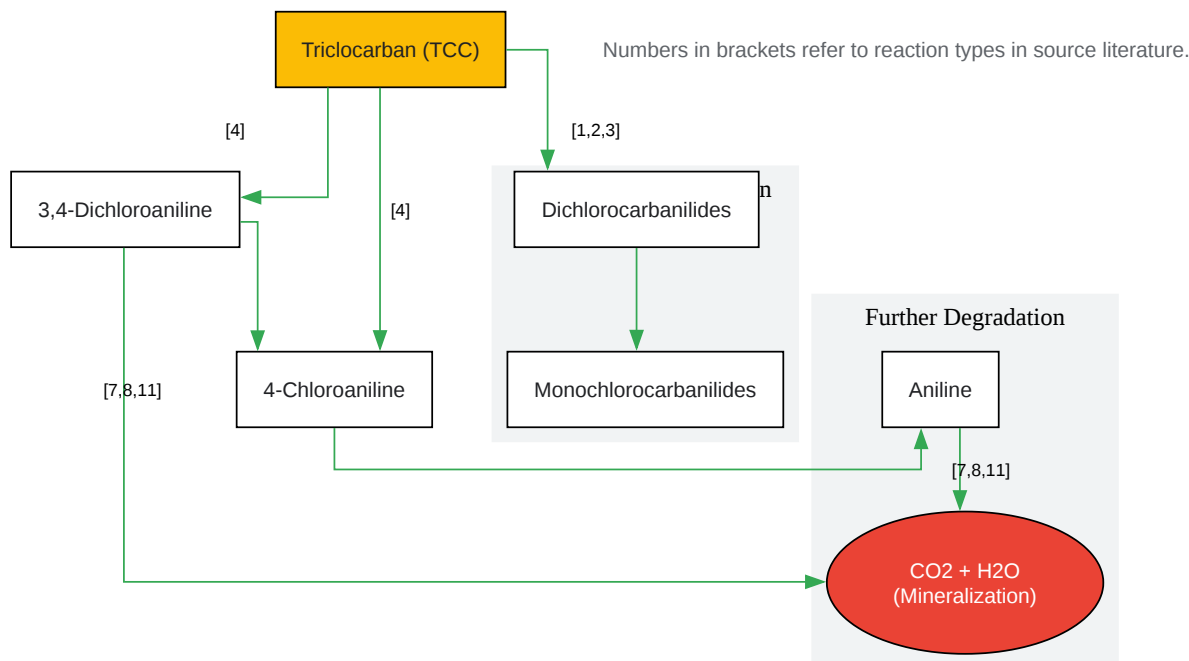 Triclocarban (TCC)
Numbers in brackets refer to reaction types in source literature.
[4]
[1,2,3]
3,4-Dichloroaniline
[4]
Dichlorocarbanilides
Further Degradation
[7,8,11]
4-Chloroaniline
Monochlorocarbanilides
Aniline
[7,8,11]
CO2 + H2O
(Mineralization)